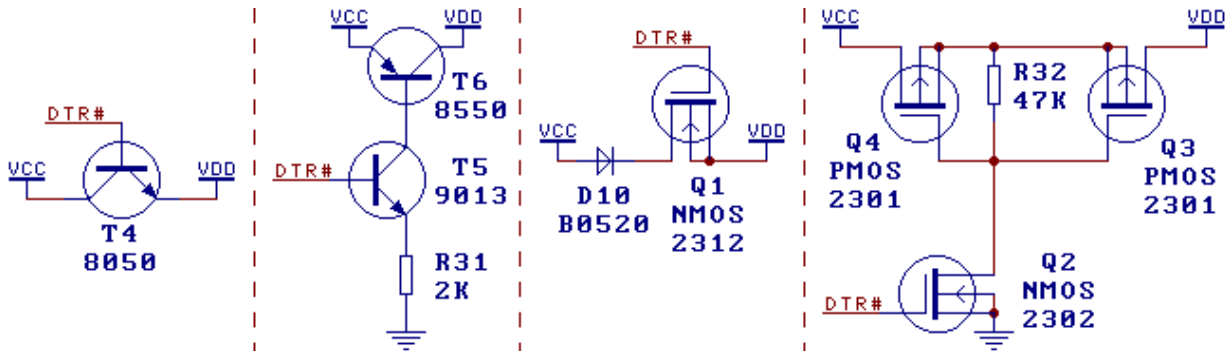 DTR#
VCC
VDD
T4
8050
VCC
VDD
T6
8550
DTR#
T5
9013
R31
2K
DTR#
VCC
VDD
D10
B0520
Q1
NMOS
2312
VCC
VDD
R32
47K
Q4
PMOS
2301
Q3
PMOS
2301
DTR#
Q2
NMOS
2302